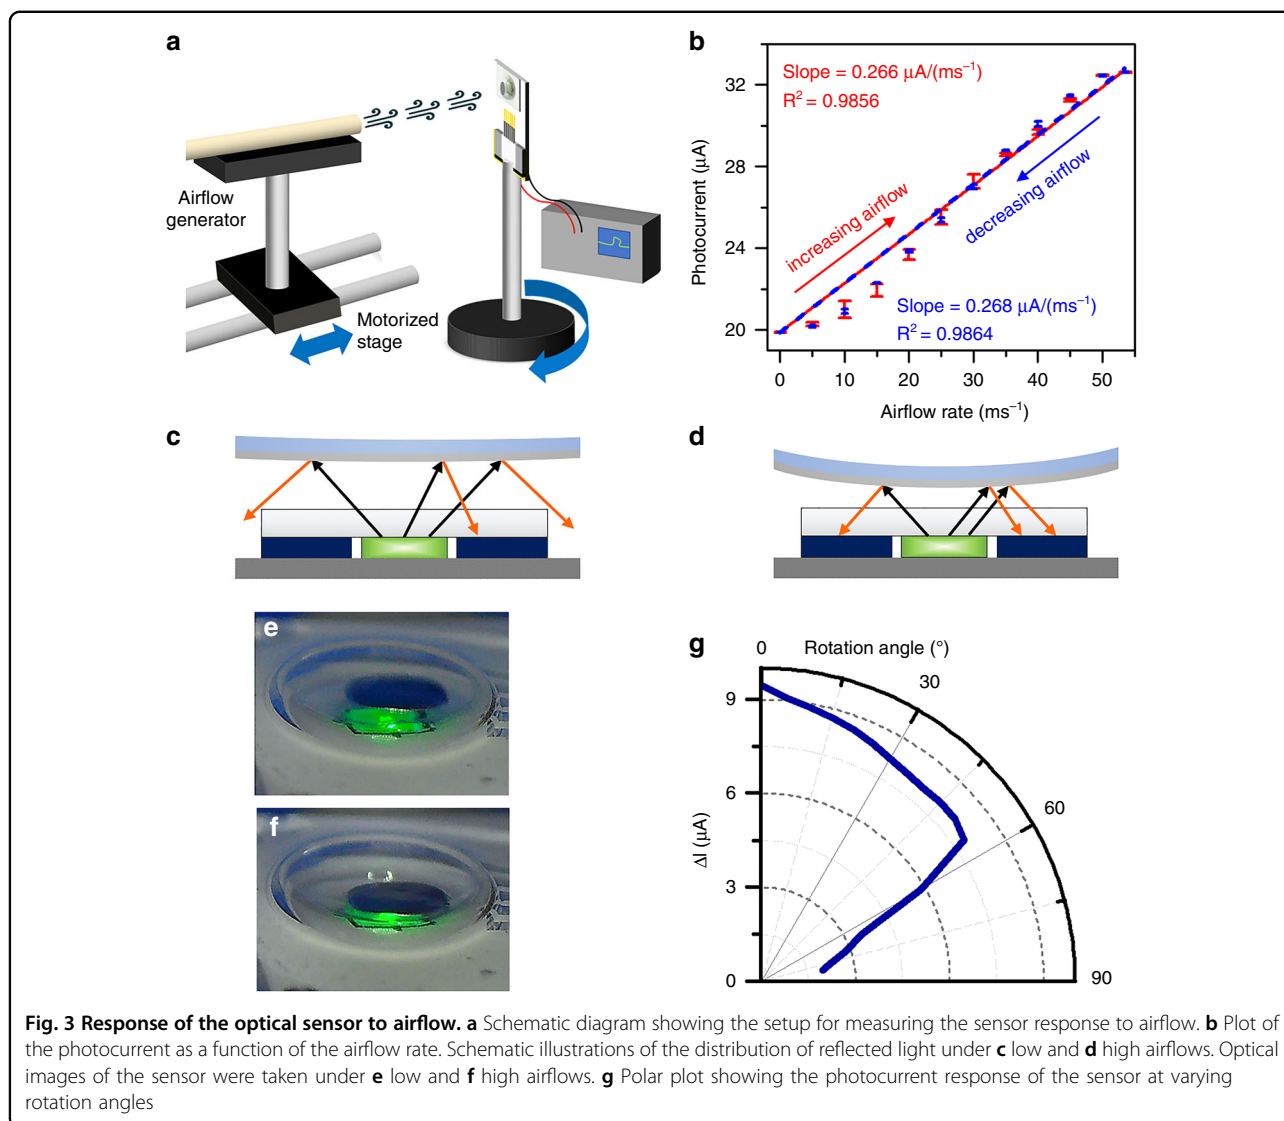 a
Airflow
generator
Motorized
stage
b
Slope = 0.266 μA/(ms⁻¹)
R² = 0.9856
increasing airflow
decreasing airflow
Slope = 0.268 μA/(ms⁻¹)
R² = 0.9864
Photocurrent (μA)
32
28
24
20
0 10 20 30 40 50
Airflow rate (ms⁻¹)
c
d
e
f
g
0 Rotation angle (°)
30
60
90
ΔI (μA)
9
6
3
0
Fig. 3 Response of the optical sensor to airflow. a Schematic diagram showing the setup for measuring the sensor response to airflow. b Plot of
the photocurrent as a function of the airflow rate. Schematic illustrations of the distribution of reflected light under c low and d high airflows. Optical
images of the sensor were taken under e low and f high airflows. g Polar plot showing the photocurrent response of the sensor at varying
rotation angles